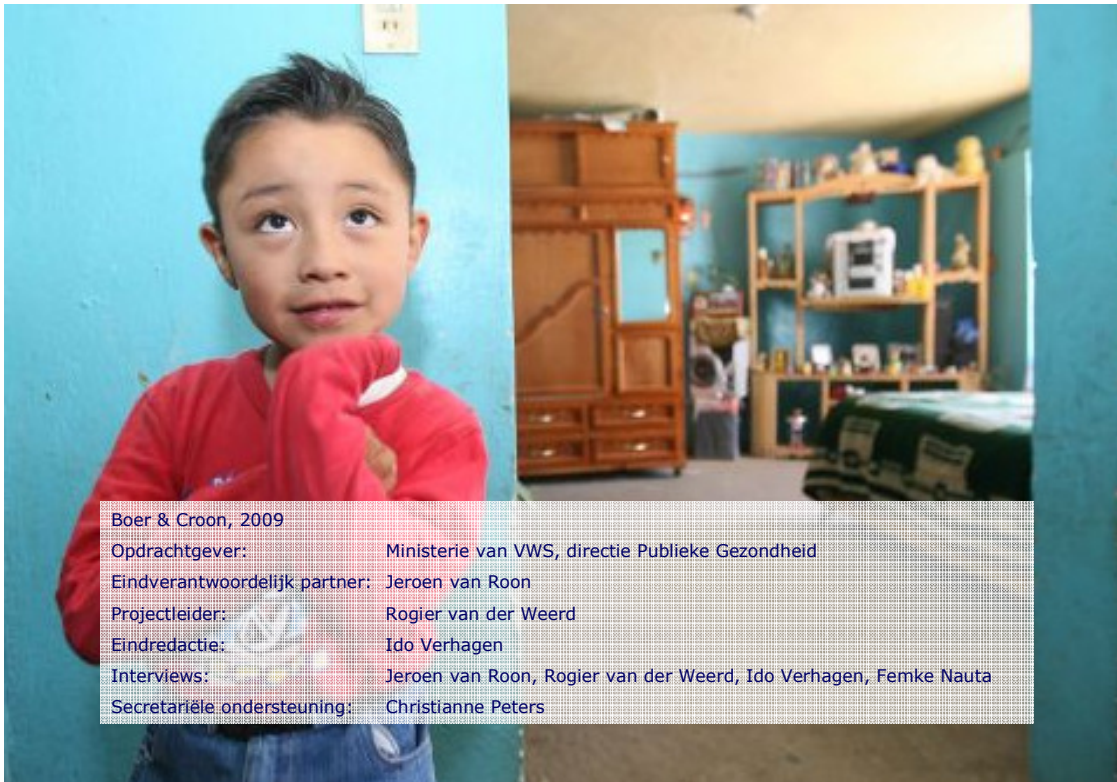 Boer & Croon, 2009
Opdrachtgever: Ministerie van VWS, directie Publieke Gezondheid
Eindverantwoordelijk partner: Jeroen van Roon
Projectleider: Rogier van der Weerd
Eindredactie: Ido Verhagen
Interviews: Jeroen van Roon, Rogier van der Weerd, Ido Verhagen, Femke Nauta
Secretariële ondersteuning: Christianne Peters